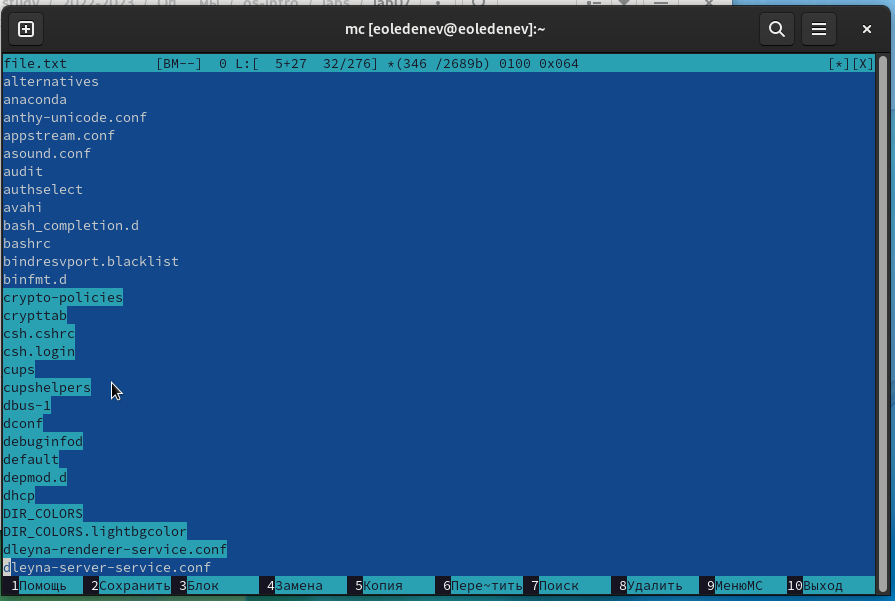 mc [eoledenev@eoledenev]:~
file.txt [BM--] 0 L:[ 5+27 32/276] *(346 /2689b) 0100 0x064 [*][X]
alternatives
anaconda
anthy-unicode.conf
appstream.conf
asound.conf
audit
authselect
avahi
bash_completion.d
bashrc
bindresvport.blacklist
binfmt.d
crypto-policies
crypttab
csh.cshrc
csh.login
cups
cupshelpers
dbus-1
dconf
debuginfod
default
depmod.d
dhcp
DIR_COLORS
DIR_COLORS.lightbgcolor
dleyna-renderer-service.conf
dleyna-server-service.conf
1Помощь 2Сохранить 3Блок 4Замена 5Копия 6Пере~тить 7Поиск 8Удалить 9МенюМС 10Выход